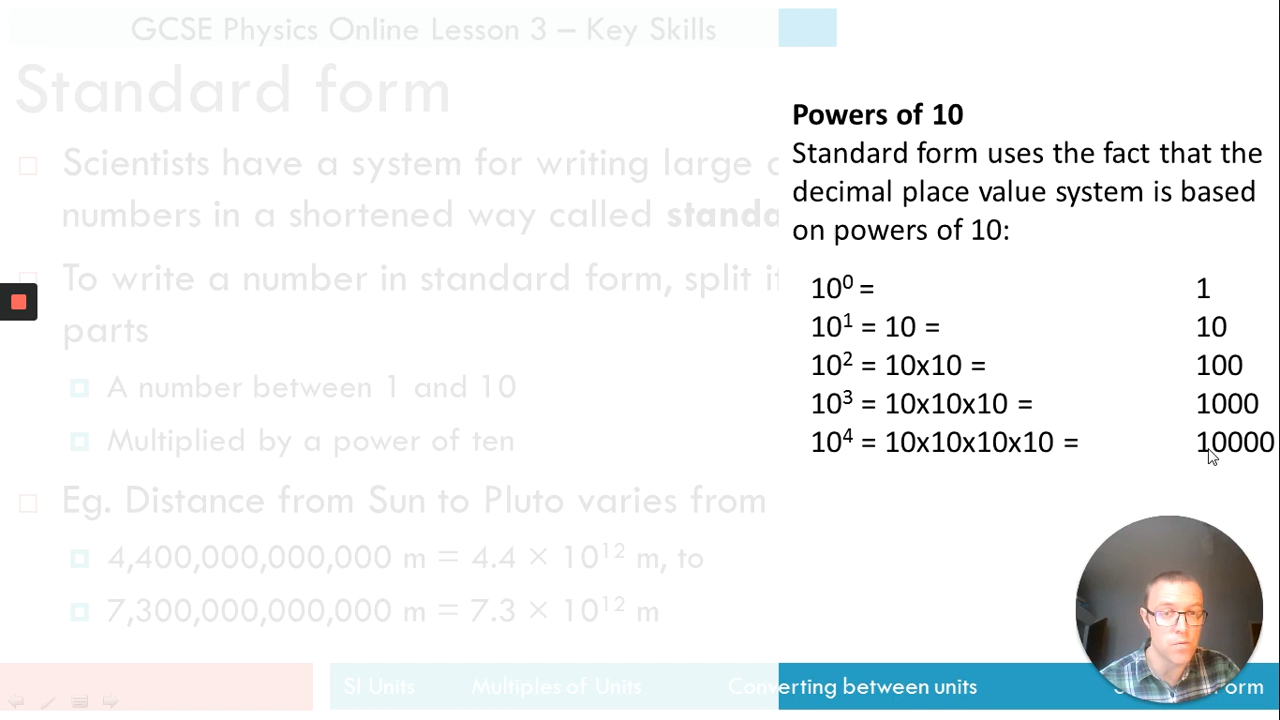 GCSE Physics Online Lesson 3 – Key Skills
Standard form
Scientists have a system for writing large
numbers in a shortened way called
To write a number in standard form, split
parts
A number between 1 and 10
Multiplied by a power of ten
Eg. Distance from Sun to Pluto varies from
4,400,000,000,000 m = 4.4 × 10¹² m, to
7,300,000,000,000 m = 7.3 × 10¹² m
Powers of 10
Standard form uses the fact that the
decimal place value system is based
on powers of 10:
10⁰ = 1
10¹ = 10 = 10
10² = 10x10 = 100
10³ = 10x10x10 = 1000
10⁴ = 10x10x10x10 = 10000
SI Units Multiples of Units Converting between units